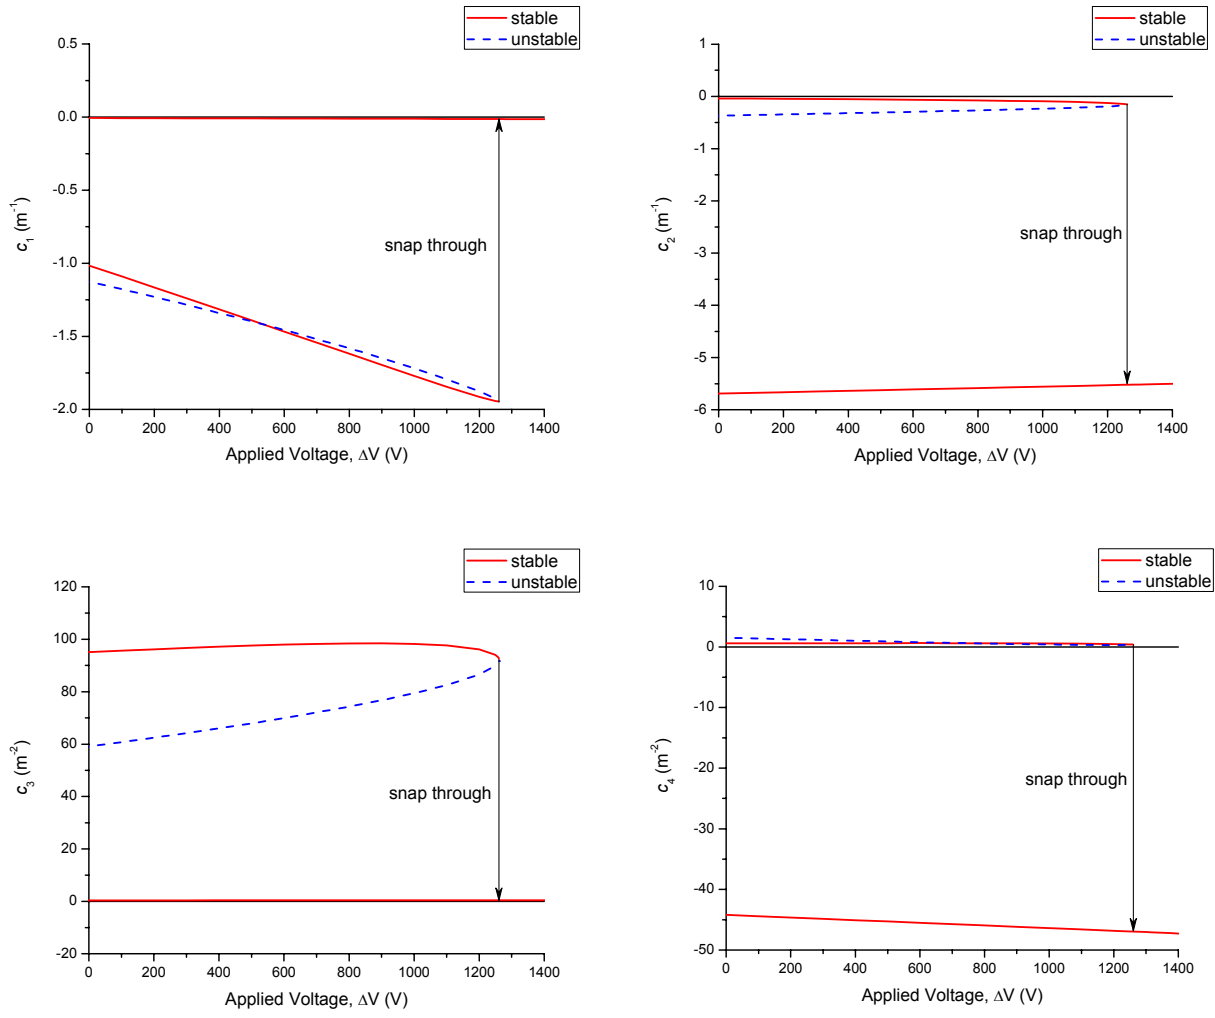 stable
unstable
0.5
0.0
-0.5
-1.0
-1.5
-2.0
c₁ (m⁻¹)
snap through
0 200 400 600 800 1000 1200 1400
Applied Voltage, ΔV (V)
stable
unstable
1
0
-1
-2
-3
-4
-5
-6
c₂ (m⁻¹)
snap through
0 200 400 600 800 1000 1200 1400
Applied Voltage, ΔV (V)
stable
unstable
120
100
80
60
40
20
0
-20
c₃ (m⁻²)
snap through
0 200 400 600 800 1000 1200 1400
Applied Voltage, ΔV (V)
stable
unstable
10
0
-10
-20
-30
-40
-50
c₄ (m⁻²)
snap through
0 200 400 600 800 1000 1200 1400
Applied Voltage, ΔV (V)